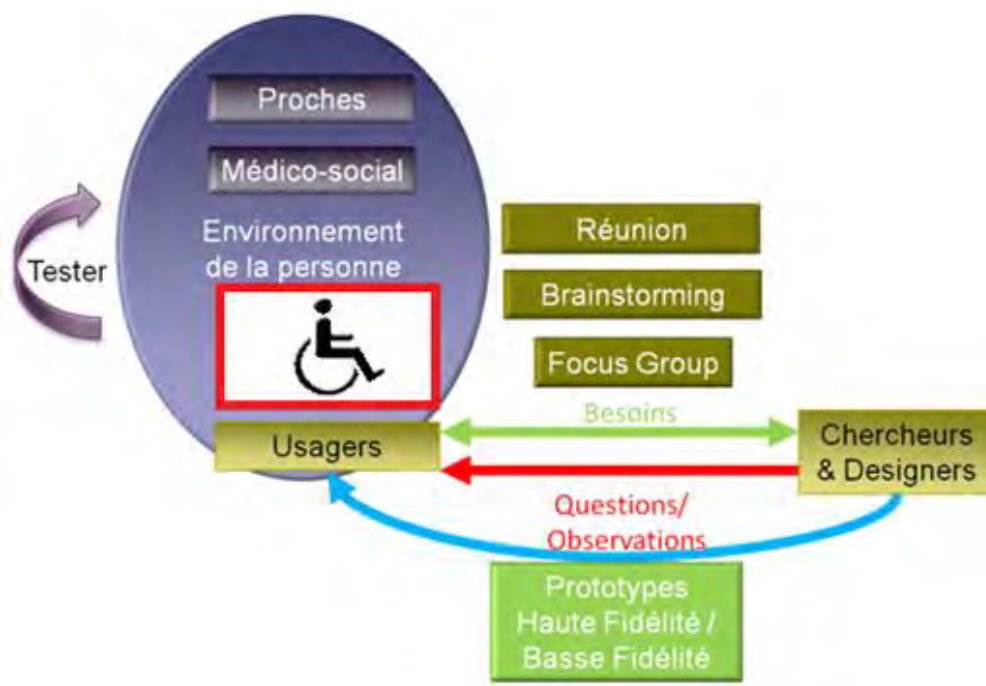 Proches
Médico-social
Environnement
de la personne
Tester
Usagers
Réunion
Brainstorming
Focus Group
Besoins
Chercheurs
& Designers
Questions/
Observations
Prototypes
Haute Fidélité /
Basse Fidélité